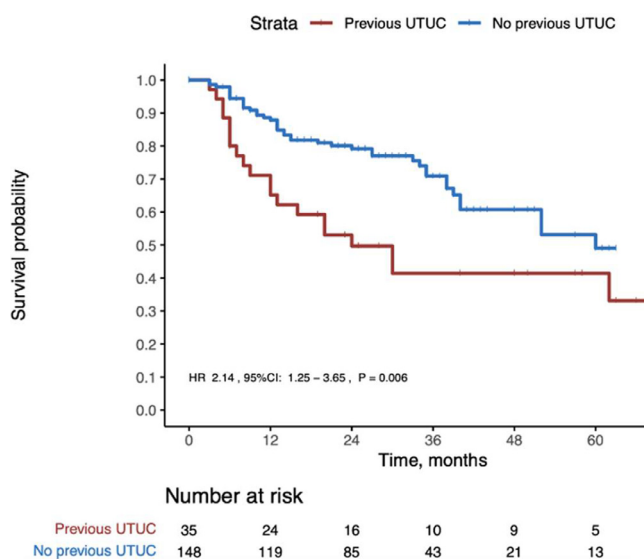 Strata Previous UTUC No previous UTUC
Survival probability
1.0
0.9
0.8
0.7
0.6
0.5
0.4
0.3
0.2
0.1
0.0
HR 2.14 , 95%CI: 1.25 – 3.65 , P = 0.006
0 12 24 36 48 60
Time, months
Number at risk
Previous UTUC 35 24 16 10 9 5
No previous UTUC 148 119 85 43 21 13